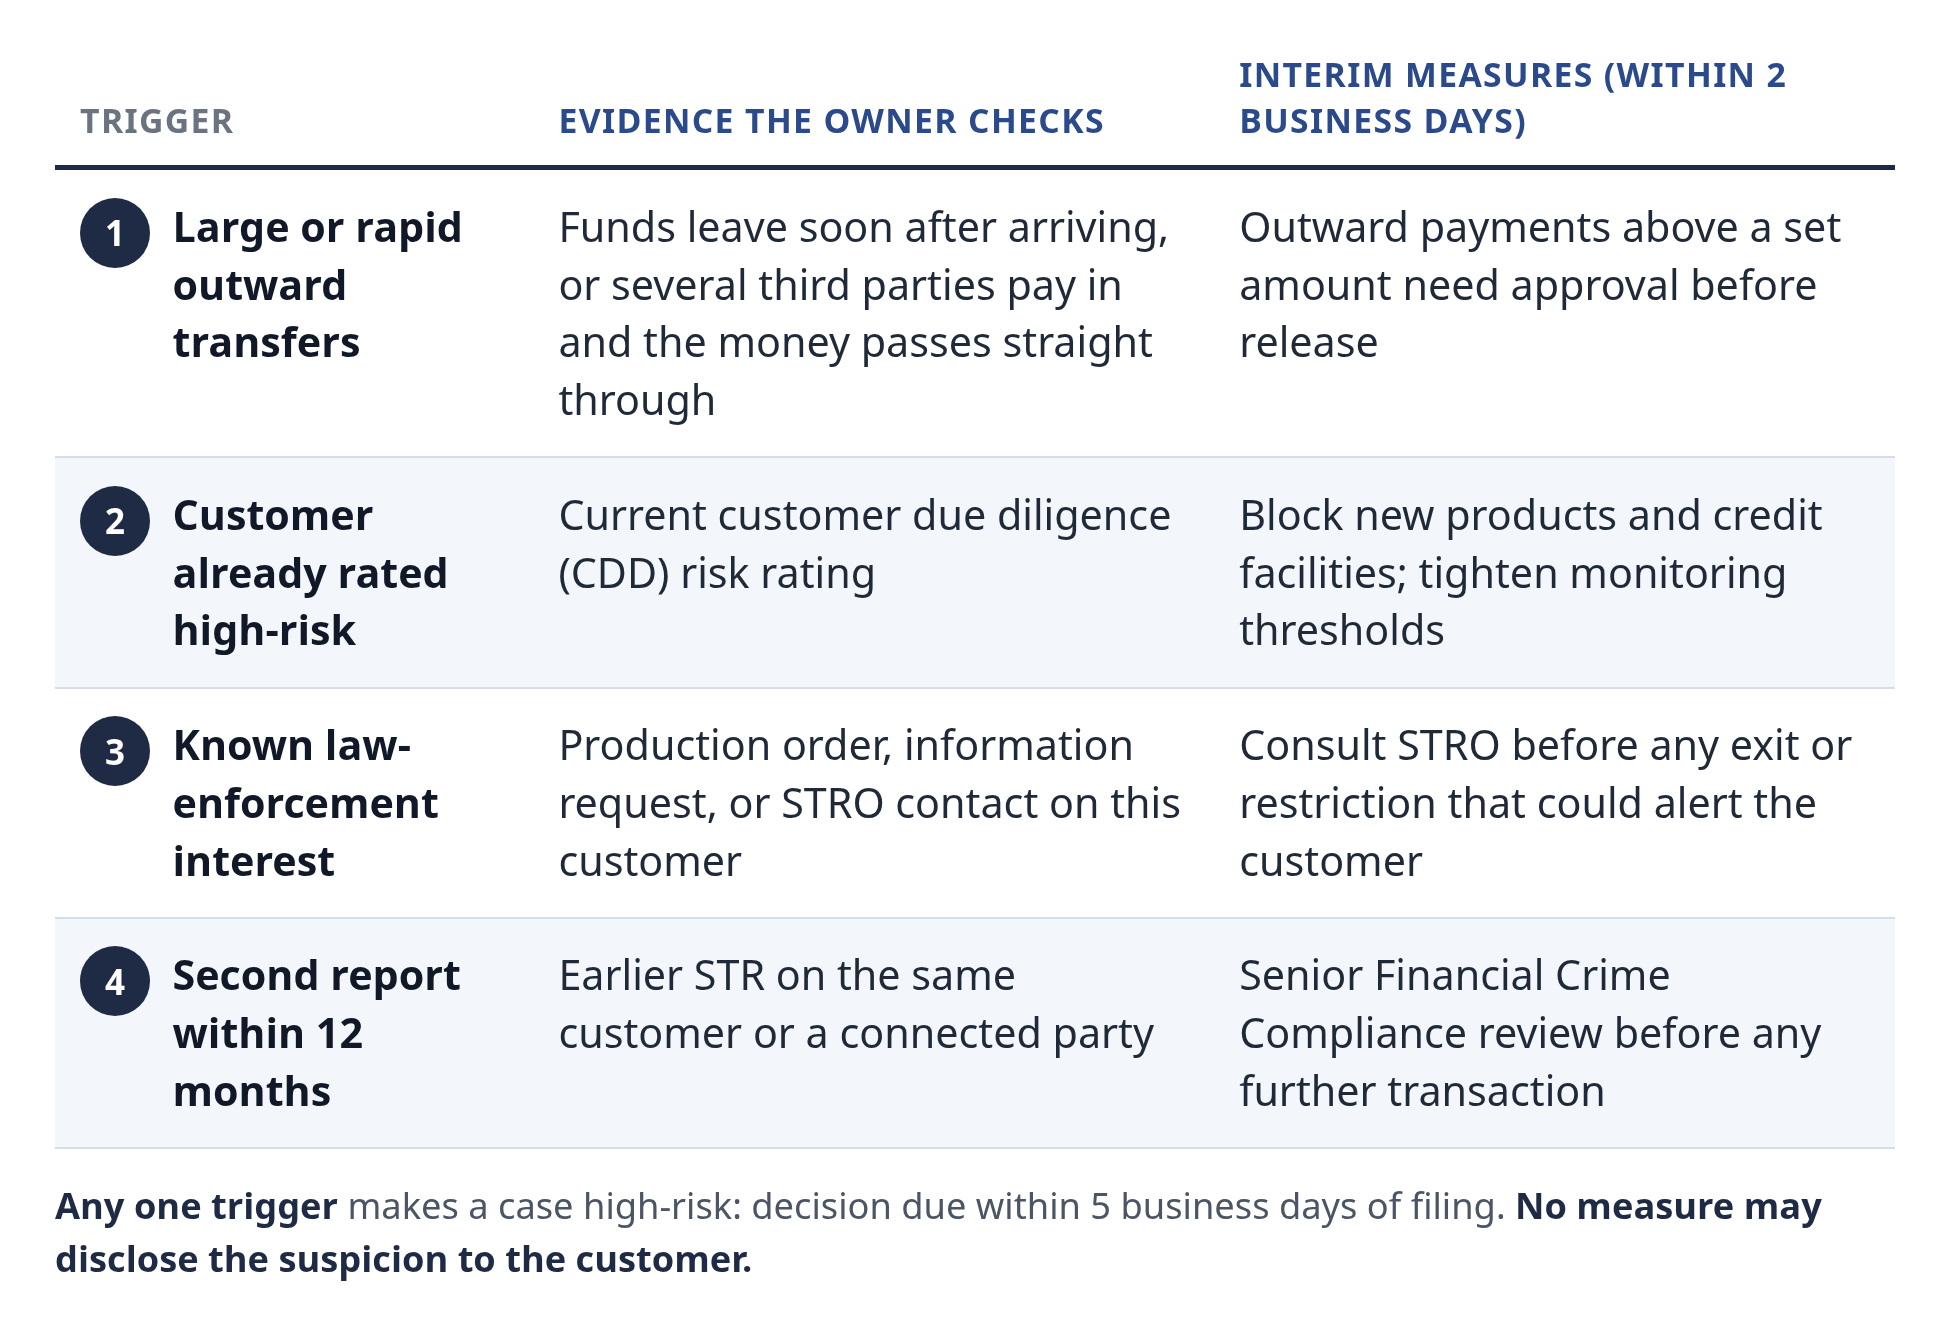 TRIGGER
EVIDENCE THE OWNER CHECKS
INTERIM MEASURES (WITHIN 2
BUSINESS DAYS)
1
Large or rapid
outward
transfers
Funds leave soon after arriving,
or several third parties pay in
and the money passes straight
through
Outward payments above a set
amount need approval before
release
2
Customer
already rated
high-risk
Current customer due diligence
(CDD) risk rating
Block new products and credit
facilities; tighten monitoring
thresholds
3
Known law-
enforcement
interest
Production order, information
request, or STRO contact on this
customer
Consult STRO before any exit or
restriction that could alert the
customer
4
Second report
within 12
months
Earlier STR on the same
customer or a connected party
Senior Financial Crime
Compliance review before any
further transaction
Any one trigger makes a case high-risk: decision due within 5 business days of filing. No measure may
disclose the suspicion to the customer.